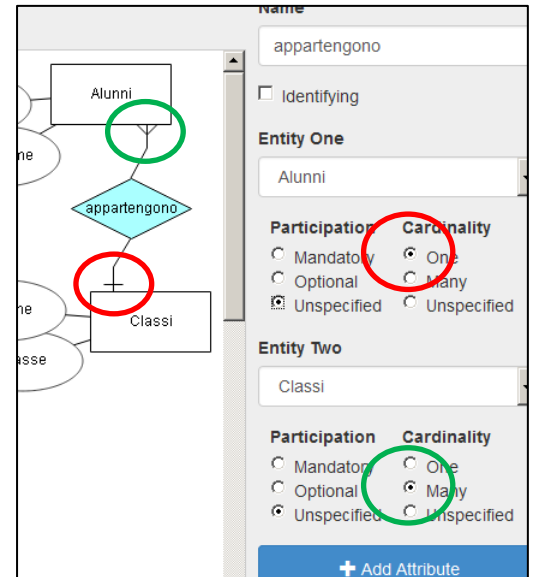 Name
appartengono
Identifying
Entity One
Alunni
Participation Cardinality
Mandatory One
Optional Many
Unspecified Unspecified
Entity Two
Classi
Participation Cardinality
Mandatory One
Optional Many
Unspecified Unspecified
+ Add Attribute
Alunni
ne
appartengono
ne
Classi
asse